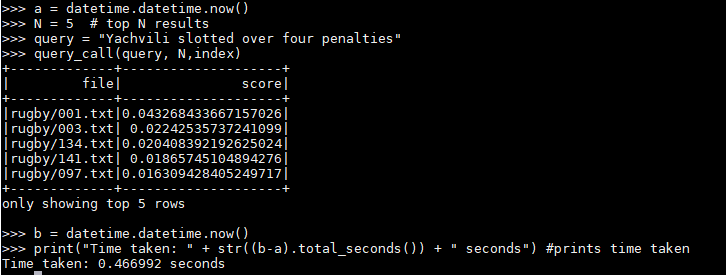 >>> a = datetime.datetime.now()
>>> N = 5  # top N results
>>> query = "Yachvili slotted over four penalties"
>>> query_call(query, N,index)
+-------------+--------------------+
|         file|               score|
+-------------+--------------------+
|rugby/001.txt|0.043268433667157026|
|rugby/003.txt| 0.02242535737241099|
|rugby/134.txt|0.020408392192625024|
|rugby/141.txt| 0.01865745104894276|
|rugby/097.txt|0.016309428405249717|
+-------------+--------------------+
only showing top 5 rows

>>> b = datetime.datetime.now()
>>> print("Time taken: " + str((b-a).total_seconds()) + " seconds") #prints time taken
Time taken: 0.466992 seconds